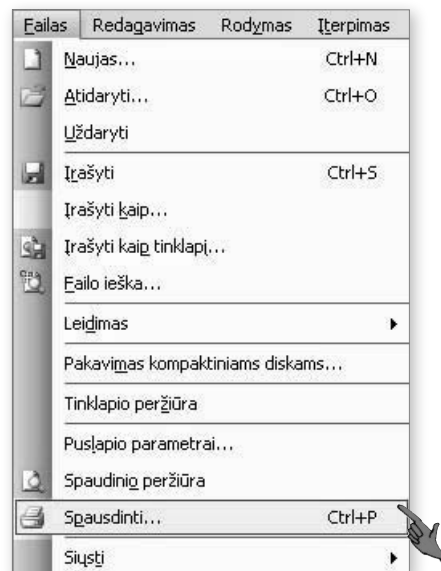 Failas Redagavimas Rodymas Įterpimas
Naujas... Ctrl+N
Atidaryti... Ctrl+O
Uždaryti
Įrašyti Ctrl+S
Įrašyti kaip...
Įrašyti kaip tinklapį...
Failo ieška...
Leidimas
Pakavimas kompaktiniams diskams...
Tinklapio peržiūra
Puslapio parametrai...
Spaudinio peržiūra
Spausdinti... Ctrl+P
Siųsti